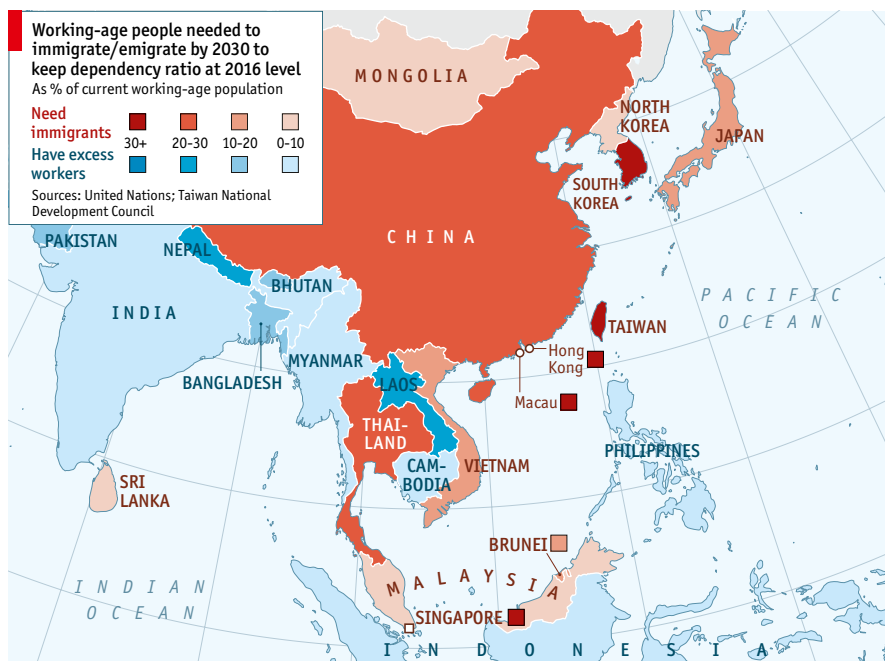 Working-age people needed to
immigrate/emigrate by 2030 to
keep dependency ratio at 2016 level
As % of current working-age population
Need
immigrants
30+ 20-30 10-20 0-10
Have excess
workers
Sources: United Nations; Taiwan National
Development Council
MONGOLIA
NORTH
KOREA
JAPAN
SOUTH
KOREA
CHINA
PAKISTAN
NEPAL
BHUTAN
INDIA
PACIFIC
OCEAN
TAIWAN
MYANMAR
Hong
Kong
BANGLADESH
LAOS
Macau
THAI-
LAND
PHILIPPINES
CAM-
BODIA
VIETNAM
SRI
LANKA
BRUNEI
MALAYSIA
INDIAN
OCEAN
SINGAPORE
INDONESIA